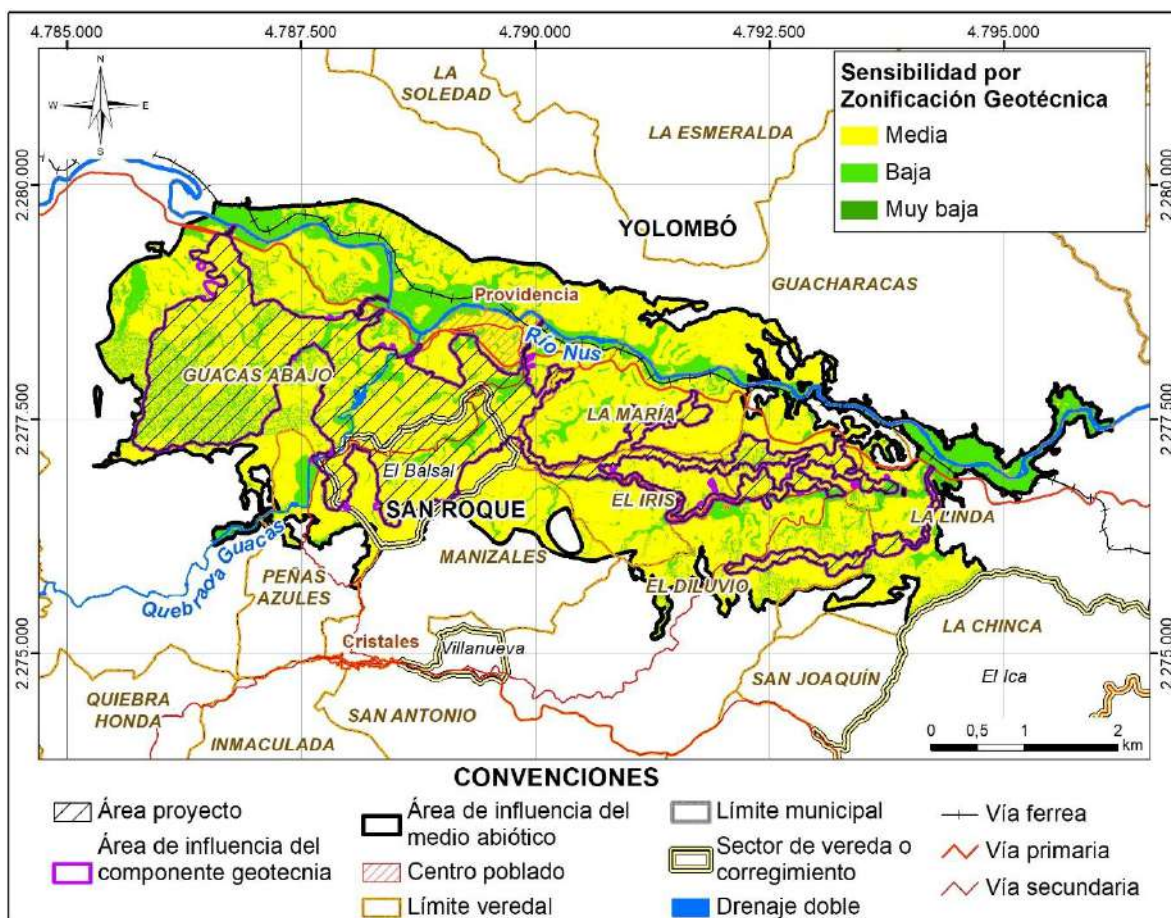 4.785.000
4.787.500
4.790.000
4.792.500
4.795.000
N
W
E
S
LA
SOLEDAD
LA ESMERALDA
Sensibilidad por
Zonificación Geotécnica
Media
Baja
Muy baja
2.280.000
2.280.000
YOLOMBÓ
GUACHARACAS
Providencia
Río Nus
GUACAS ABAJO
LA MARÍA
2.277.500
2.277.500
El Balsal
SAN ROQUE
EL IRIS
LA LINDA
MANIZALES
Quebrada Guacas
PEÑAS
AZULES
EL DILUVIO
LA CHINCA
Cristales
Villanueva
2.275.000
2.275.000
SAN JOAQUÍN
El Ica
QUIEBRA
HONDA
SAN ANTONIO
INMACULADA
0 0,5 1 2
km
CONVENCIONES
Área proyecto
Área de influencia del
componente geotecnia
Área de influencia del
medio abiótico
Centro poblado
Límite veredal
Límite municipal
Sector de vereda o
corregimiento
Drenaje doble
Vía ferrea
Vía primaria
Vía secundaria